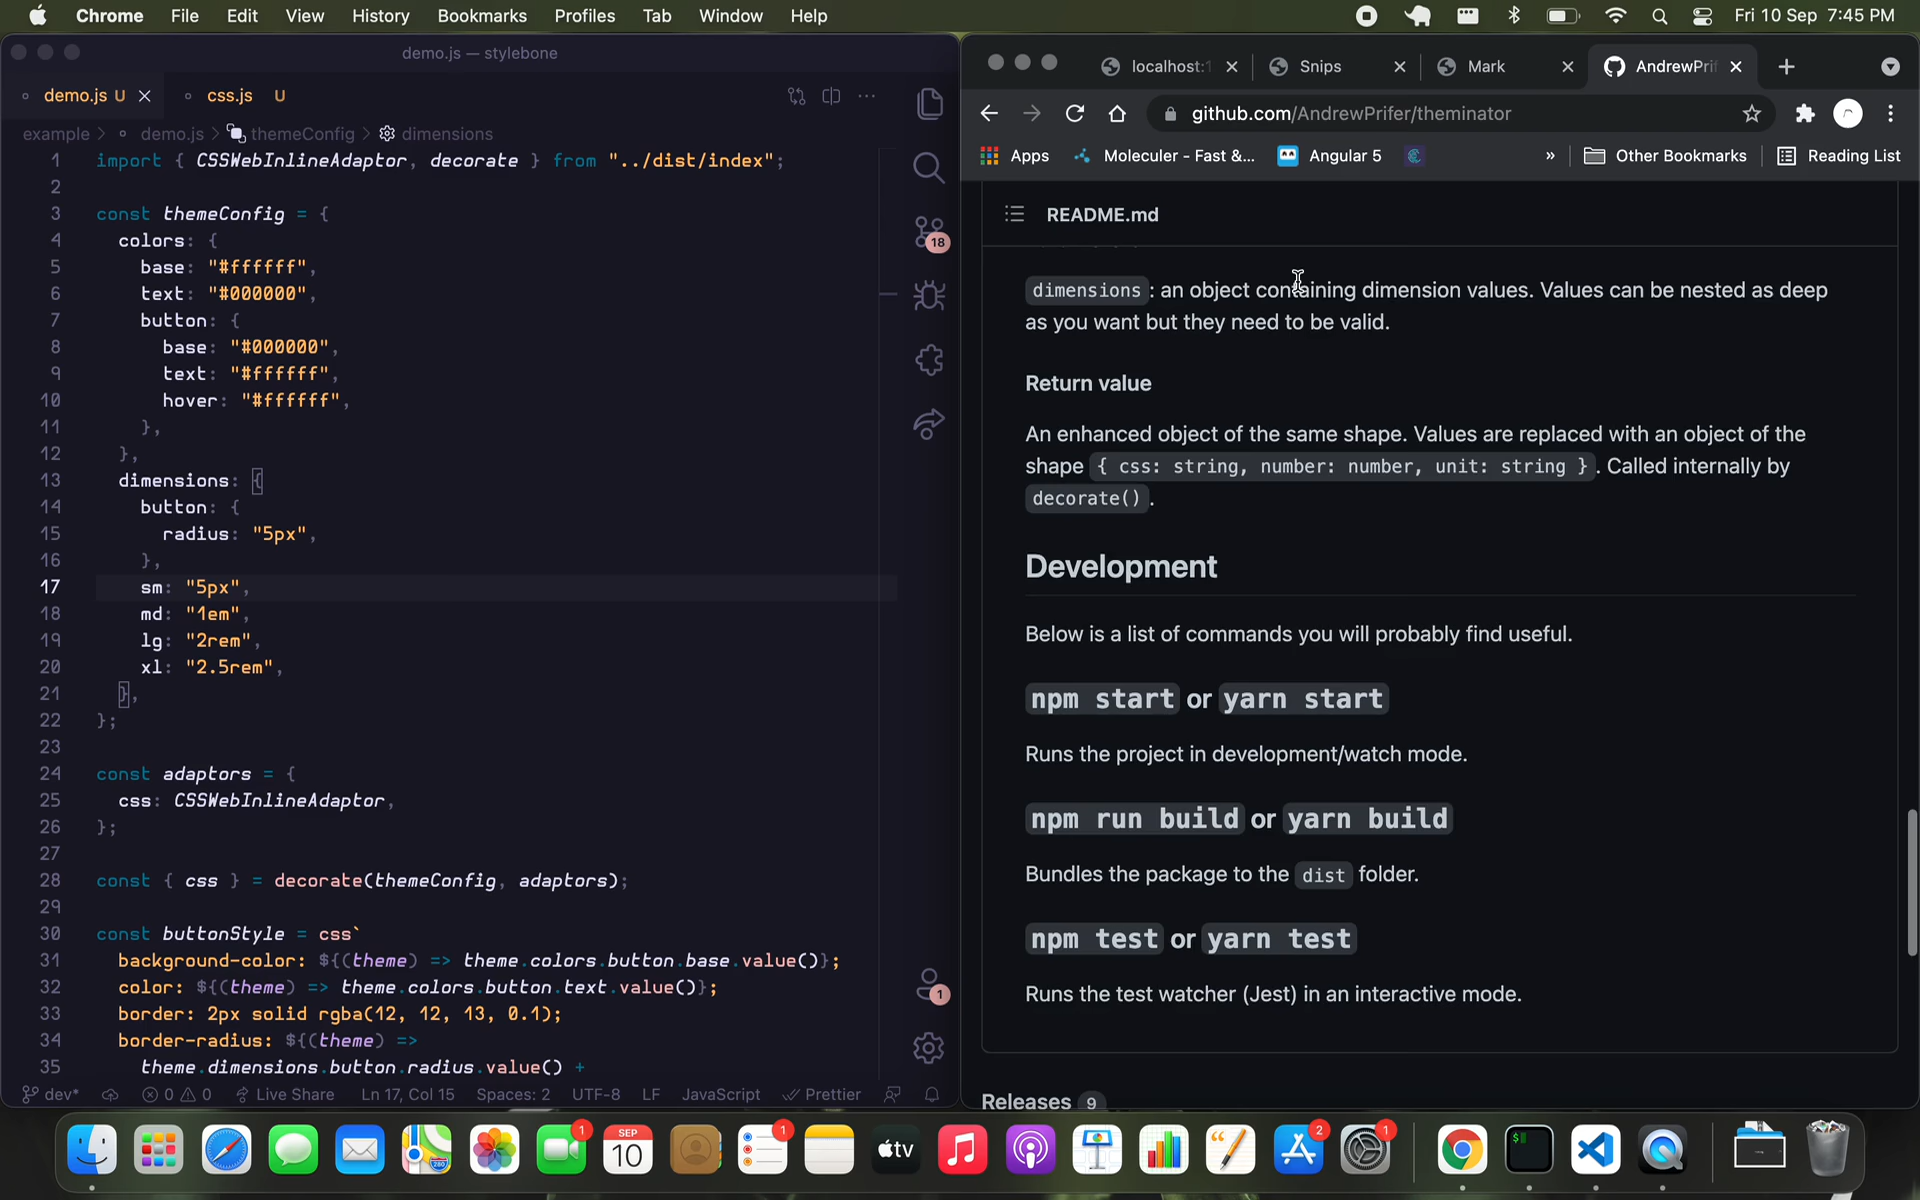 Chrome File Edit View History Bookmarks Profiles Tab Window Help Fri 10 Sep 7:45 PM
demo.js — stylebone
demo.js U css.js U
example > demo.js > themeConfig > dimensions
1 import { CSSWebInlineAdaptor, decorate } from "../dist/index";
2
3 const themeConfig = {
4 colors: {
5 base: "#ffffff",
6 text: "#000000",
7 button: {
8 base: "#000000",
9 text: "#ffffff",
10 hover: "#ffffff",
11 },
12 },
13 dimensions: {
14 button: {
15 radius: "5px",
16 },
17 sm: "5px",
18 md: "1em",
19 lg: "2rem",
20 xl: "2.5rem",
21 },
22 };
23
24 const adaptors = {
25 css: CSSWebInlineAdaptor,
26 };
27
28 const { css } = decorate(themeConfig, adaptors);
29
30 const buttonStyle = css`
31 background-color: ${(theme) => theme.colors.button.base.value()};
32 color: ${(theme) => theme.colors.button.text.value()};
33 border: 2px solid rgba(12, 12, 13, 0.1);
34 border-radius: ${(theme) =>
35 theme.dimensions.button.radius.value() +
18
1
dev* 0 0 Live Share Ln 17, Col 15 Spaces: 2 UTF-8 LF JavaScript Prettier
localhost:1 Snips Mark AndrewPrif
github.com/AndrewPrifer/theminator
Apps Moleculer - Fast &... Angular 5 » Other Bookmarks Reading List
README.md
dimensions : an object containing dimension values. Values can be nested as deep
as you want but they need to be valid.
Return value
An enhanced object of the same shape. Values are replaced with an object of the
shape { css: string, number: number, unit: string } . Called internally by
decorate() .
Development
Below is a list of commands you will probably find useful.
npm start or yarn start
Runs the project in development/watch mode.
npm run build or yarn build
Bundles the package to the dist folder.
npm test or yarn test
Runs the test watcher (Jest) in an interactive mode.
Releases 9
1 SEP 10 1 tv 2 1 $